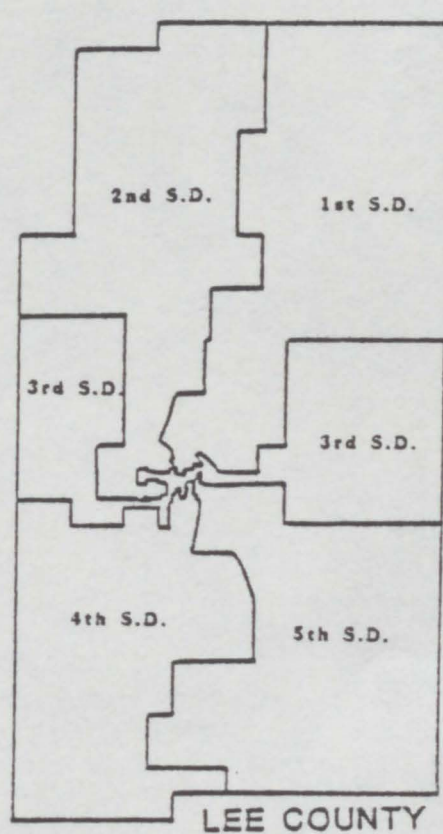 2nd S.D.
1st S.D.
3rd S.D.
3rd S.D.
4th S.D.
5th S.D.
LEE COUNTY